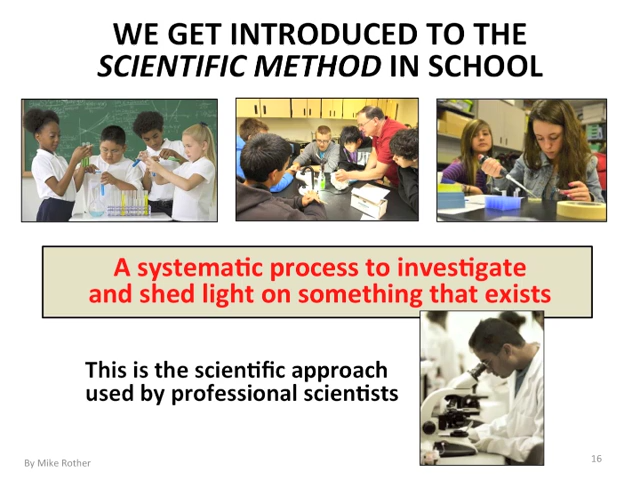 WE GET INTRODUCED TO THE
SCIENTIFIC METHOD IN SCHOOL
A systematic process to investigate
and shed light on something that exists
This is the scientific approach
used by professional scientists
By Mike Rother
16